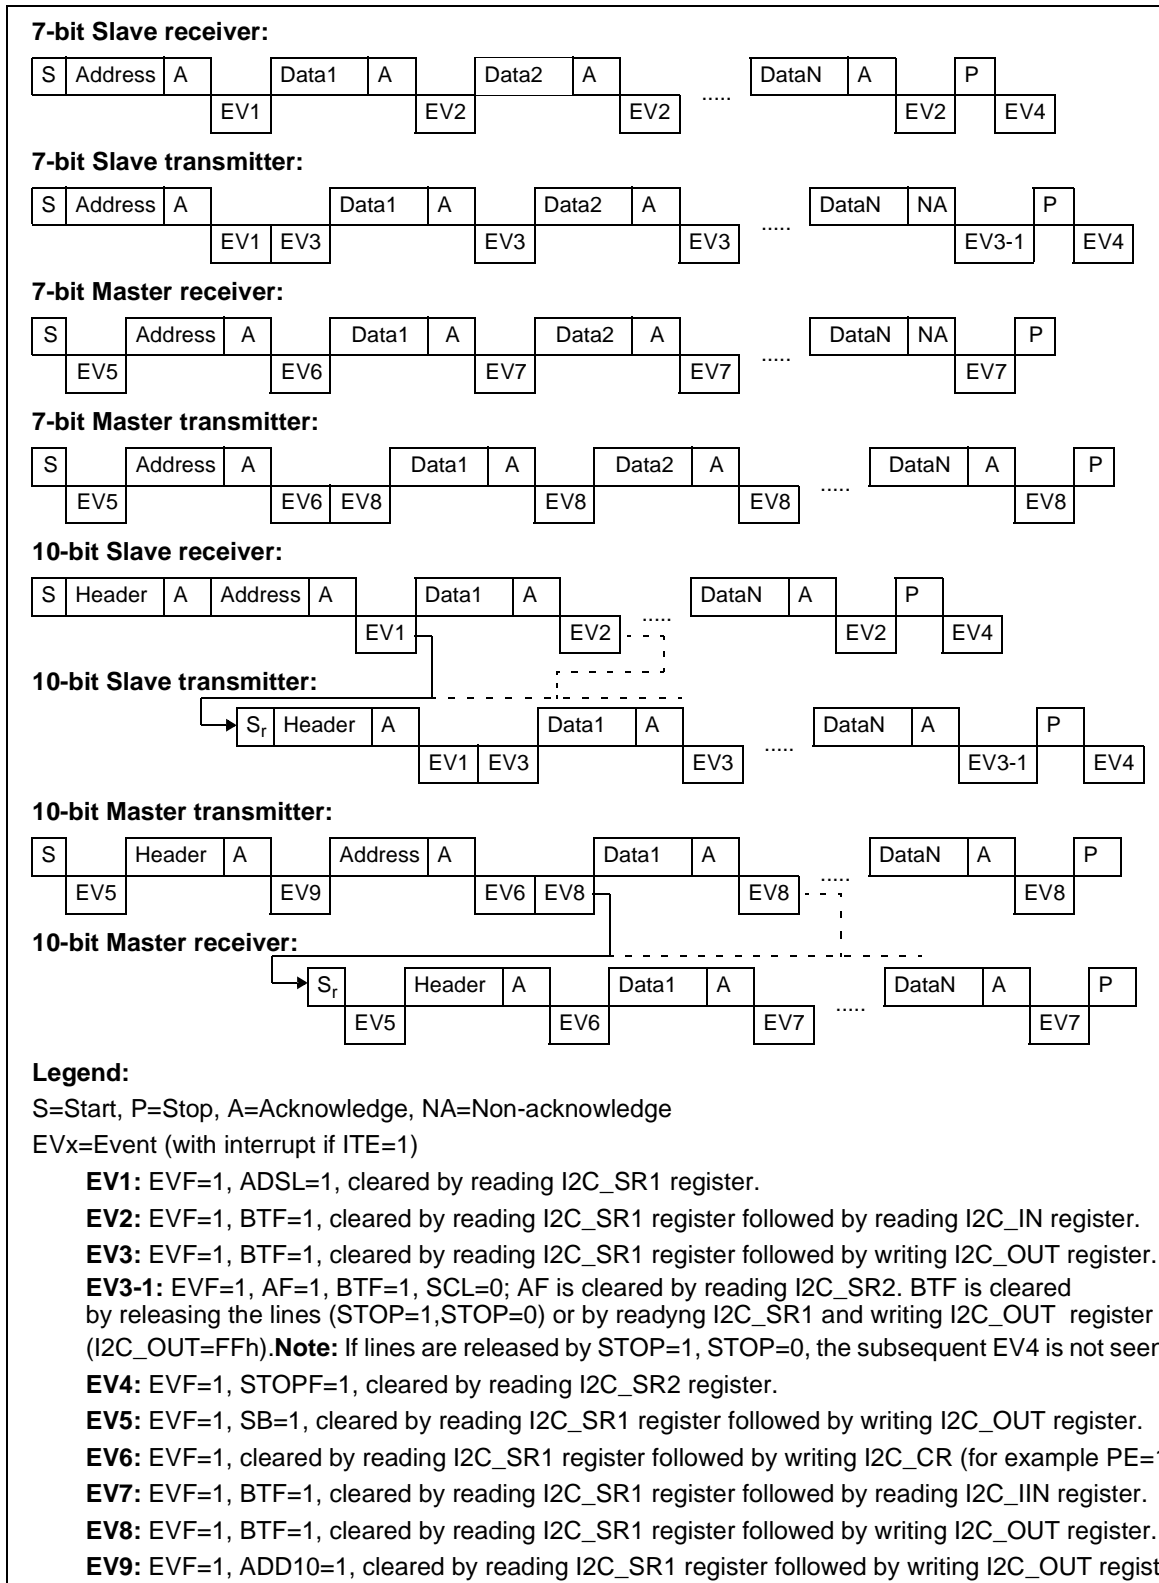 7-bit Slave receiver:
S Address A Data1 A Data2 A ..... DataN A P
EV1 EV2 EV2 EV2 EV4
7-bit Slave transmitter:
S Address A Data1 A Data2 A ..... DataN NA P
EV1 EV3 EV3 EV3 EV3-1 EV4
7-bit Master receiver:
S Address A Data1 A Data2 A ..... DataN NA P
EV5 EV6 EV7 EV7 EV7
7-bit Master transmitter:
S Address A Data1 A Data2 A ..... DataN A P
EV5 EV6 EV8 EV8 EV8 EV8
10-bit Slave receiver:
S Header A Address A Data1 A ..... DataN A P
EV1 EV2 EV2 EV4
10-bit Slave transmitter:
Sr Header A Data1 A ..... DataN A P
EV1 EV3 EV3 EV3-1 EV4
10-bit Master transmitter:
S Header A Address A Data1 A ..... DataN A P
EV5 EV9 EV6 EV8 EV8 EV8
10-bit Master receiver:
Sr Header A Data1 A ..... DataN A P
EV5 EV6 EV7 EV7
Legend:
S=Start, P=Stop, A=Acknowledge, NA=Non-acknowledge
EVx=Event (with interrupt if ITE=1)
EV1: EVF=1, ADSL=1, cleared by reading I2C_SR1 register.
EV2: EVF=1, BTF=1, cleared by reading I2C_SR1 register followed by reading I2C_IN register.
EV3: EVF=1, BTF=1, cleared by reading I2C_SR1 register followed by writing I2C_OUT register.
EV3-1: EVF=1, AF=1, BTF=1, SCL=0; AF is cleared by reading I2C_SR2. BTF is cleared
by releasing the lines (STOP=1,STOP=0) or by readyng I2C_SR1 and writing I2C_OUT register
(I2C_OUT=FFh).Note: If lines are released by STOP=1, STOP=0, the subsequent EV4 is not seen
EV4: EVF=1, STOPF=1, cleared by reading I2C_SR2 register.
EV5: EVF=1, SB=1, cleared by reading I2C_SR1 register followed by writing I2C_OUT register.
EV6: EVF=1, cleared by reading I2C_SR1 register followed by writing I2C_CR (for example PE=1
EV7: EVF=1, BTF=1, cleared by reading I2C_SR1 register followed by reading I2C_IIN register.
EV8: EVF=1, BTF=1, cleared by reading I2C_SR1 register followed by writing I2C_OUT register.
EV9: EVF=1, ADD10=1, cleared by reading I2C_SR1 register followed by writing I2C_OUT regist